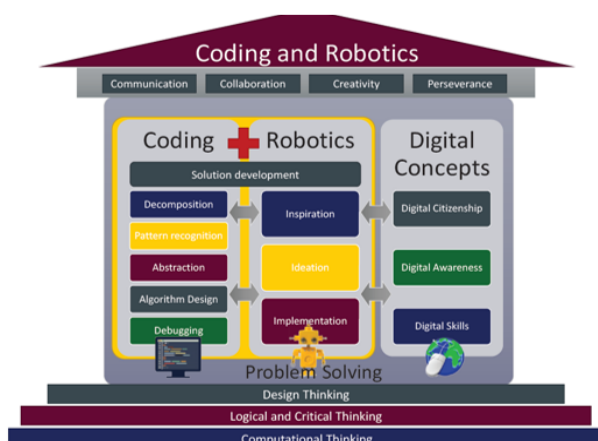 Coding and Robotics
Communication
Collaboration
Creativity
Perseverance
Coding
Robotics
Solution development
Decomposition
Pattern recognition
Abstraction
Algorithm Design
Debugging
Inspiration
Ideation
Implementation
Digital
Concepts
Digital Citizenship
Digital Awareness
Digital Skills
Problem Solving
Design Thinking
Logical and Critical Thinking
Computational Thinking